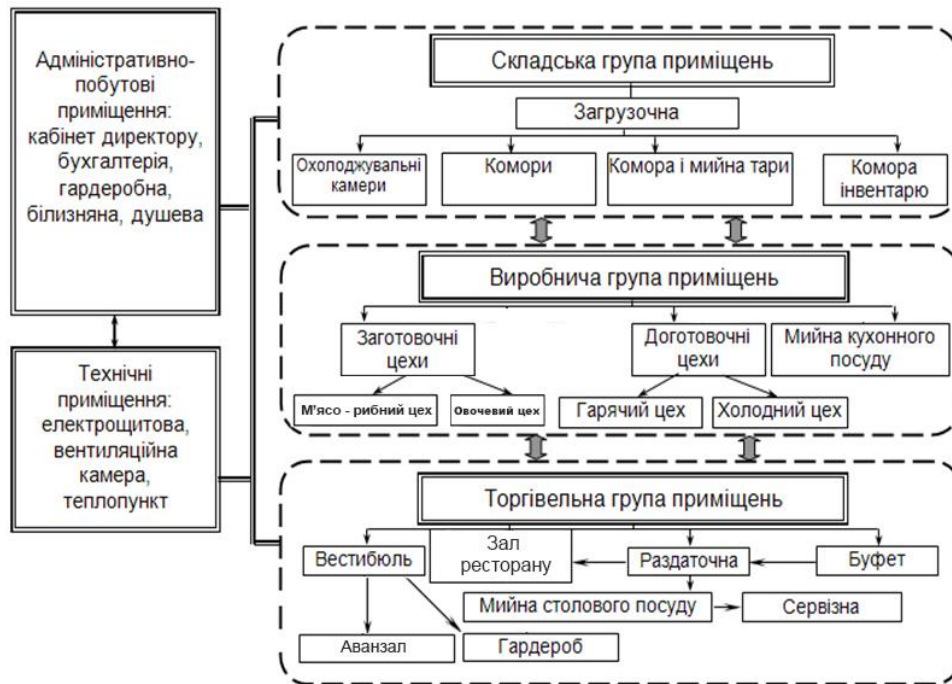 Адміністративно-
побутові
приміщення:
кабінет директору,
бухгалтерія,
гардеробна,
білизняна, душева
Технічні
приміщення:
електрощитова,
вентиляційна
камера,
теплопункт
Складська група приміщень
Загрузочна
Охолоджувальні
камери
Комори
Комора і мийна тари
Комора
інвентарю
Виробнича група приміщень
Заготовочні
цехи
Доготовочні
цехи
Мийна кухонного
посуду
М'ясо - рибний цех
Овочевий цех
Гарячий цех
Холодний цех
Торгівельна група приміщень
Вестибюль
Зал
ресторану
Раздаточна
Буфет
Мийна столового посуду
Сервізна
Аванзал
Гардероб